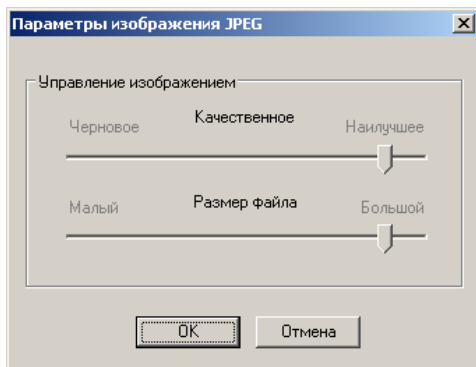 Параметры изображения JPEG
Управление изображением
Черновое Качественное Наилучшее
Малый Размер файла Большой
OK Отмена